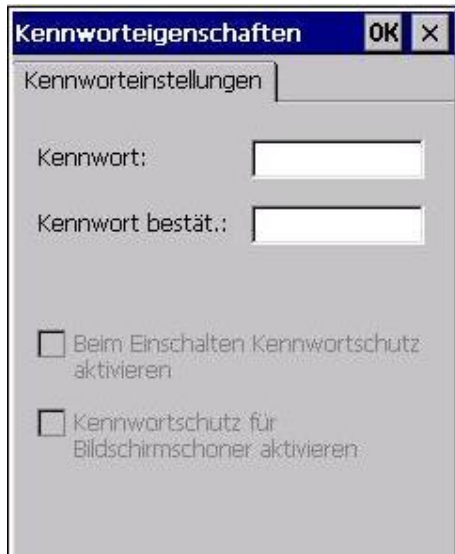 Kennworteigenschaften OK ×
Kennworteinstellungen
Kennwort:
Kennwort bestät.:
Beim Einschalten Kennwortschutz
aktivieren
Kennwortschutz für
Bildschirmschoner aktivieren